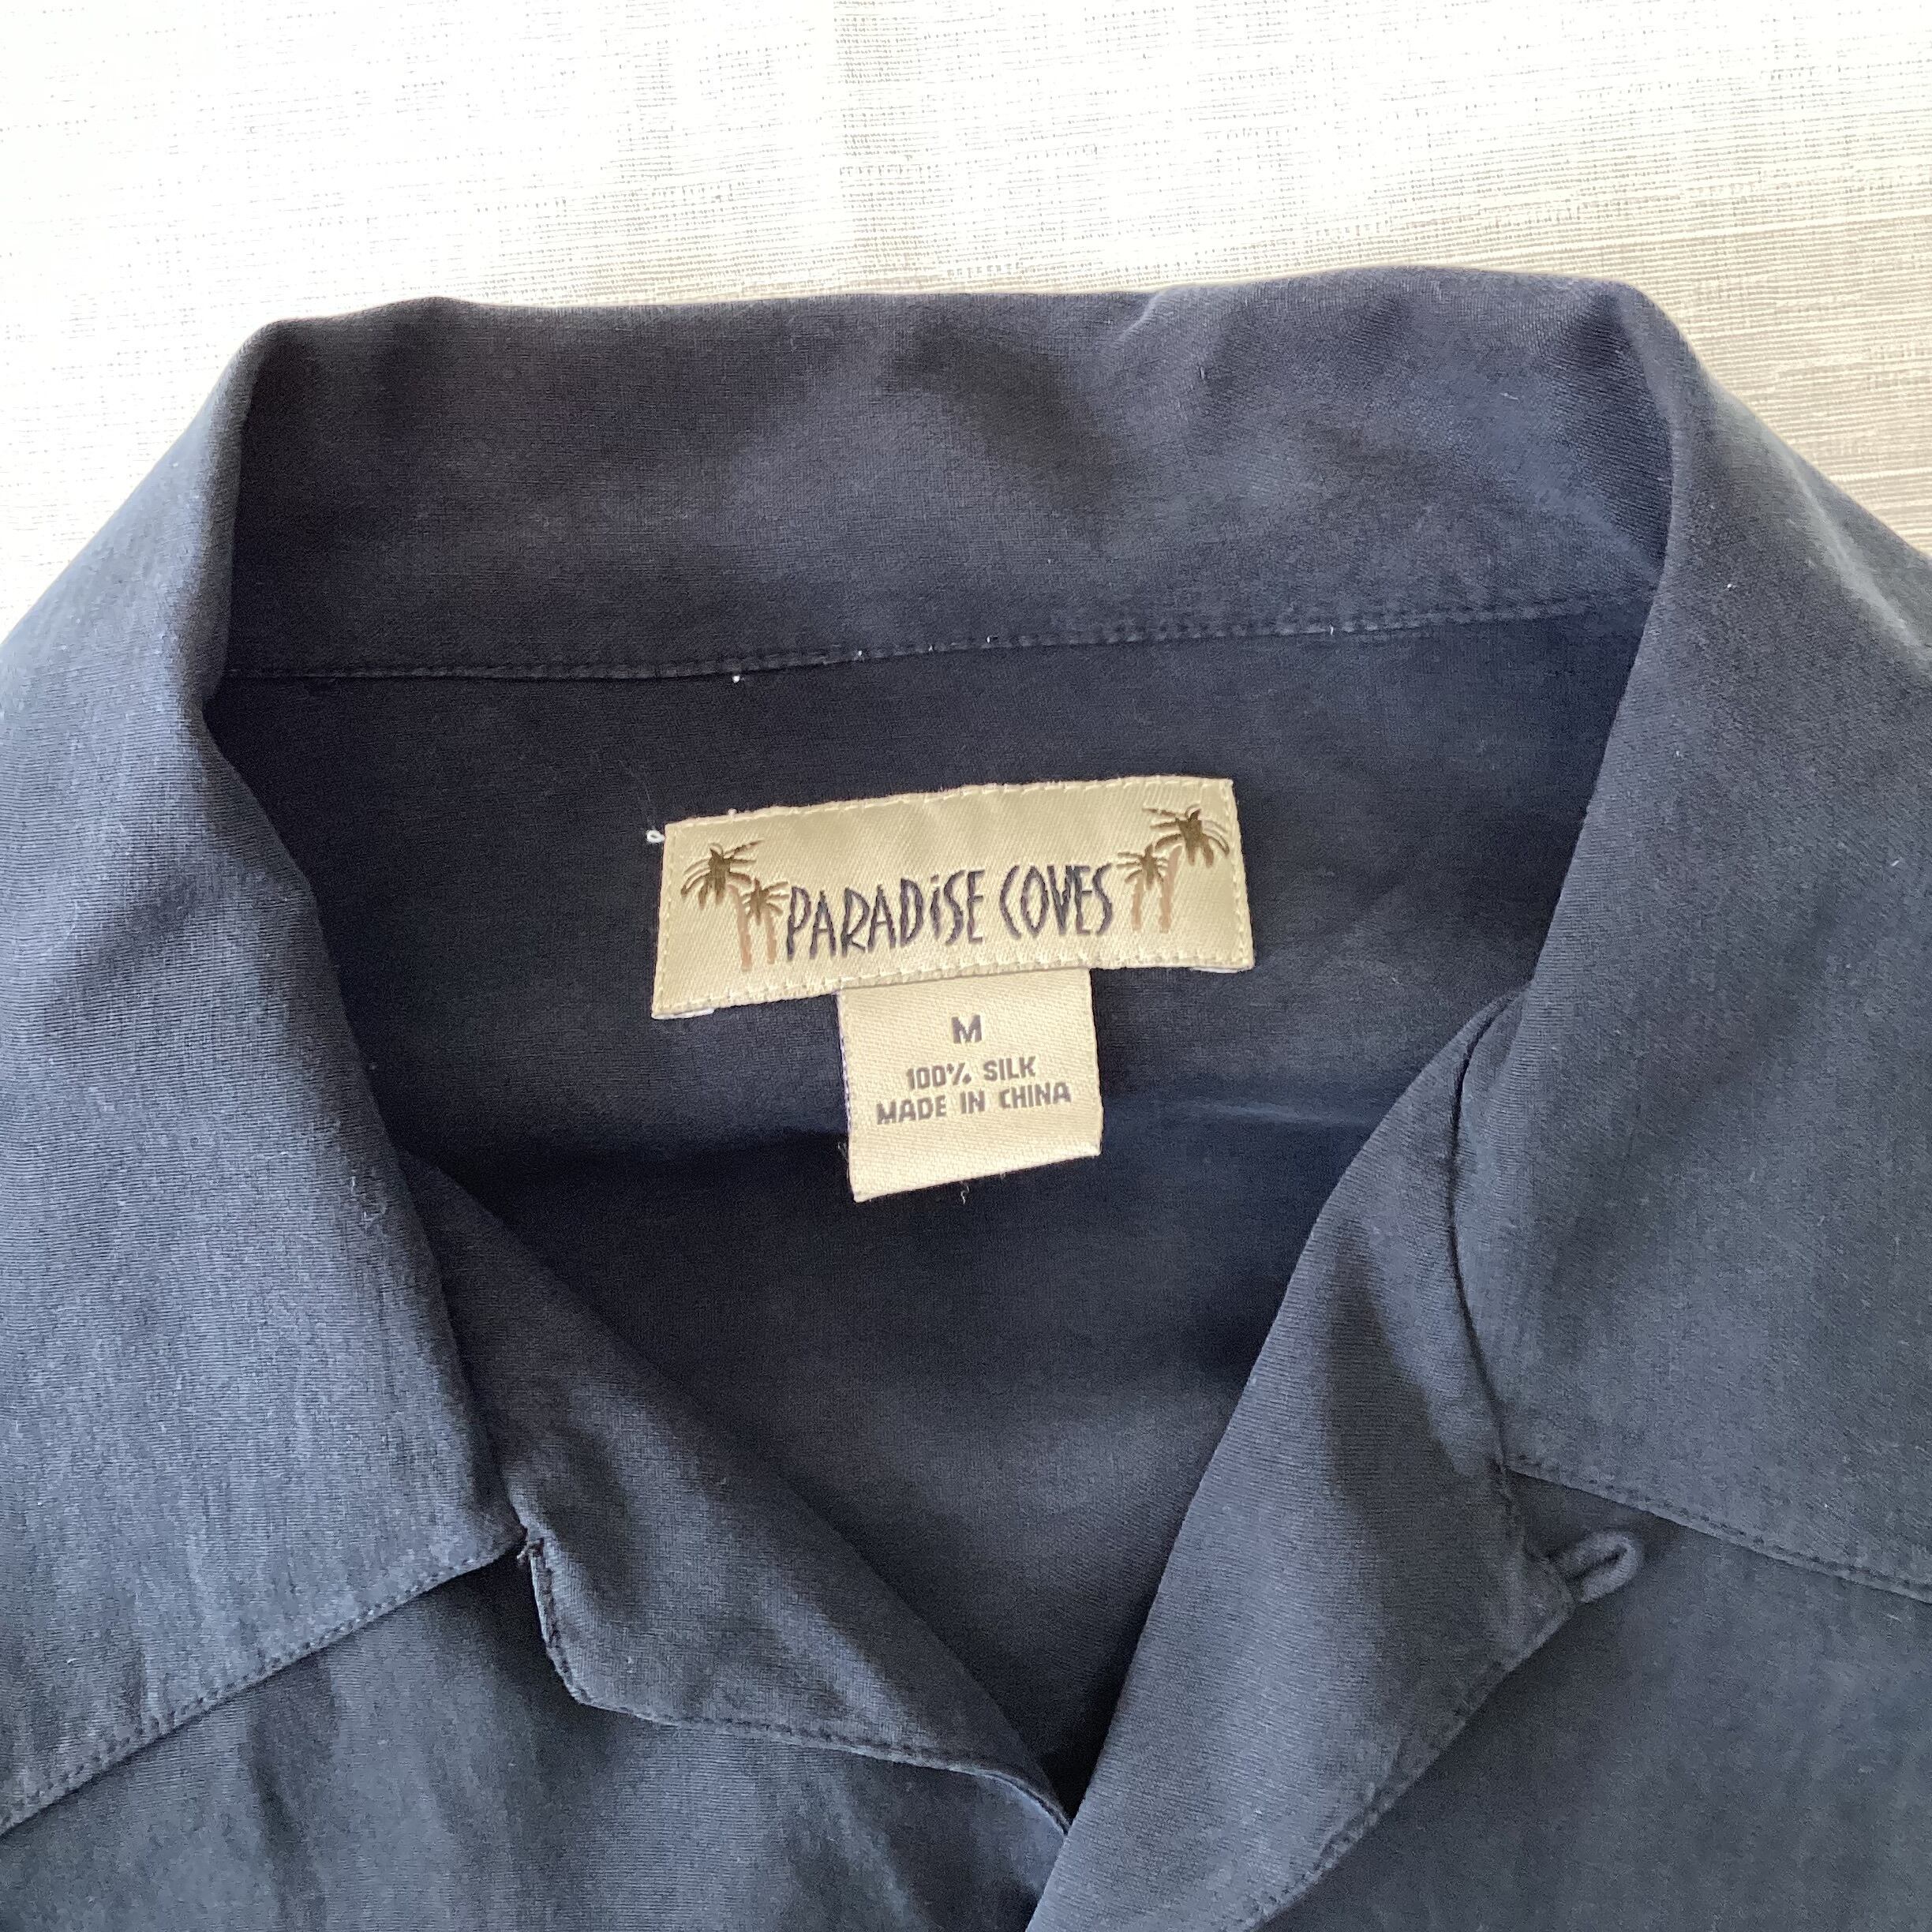 PARADiSE COVES
M
100% SILK
MADE IN CHINA